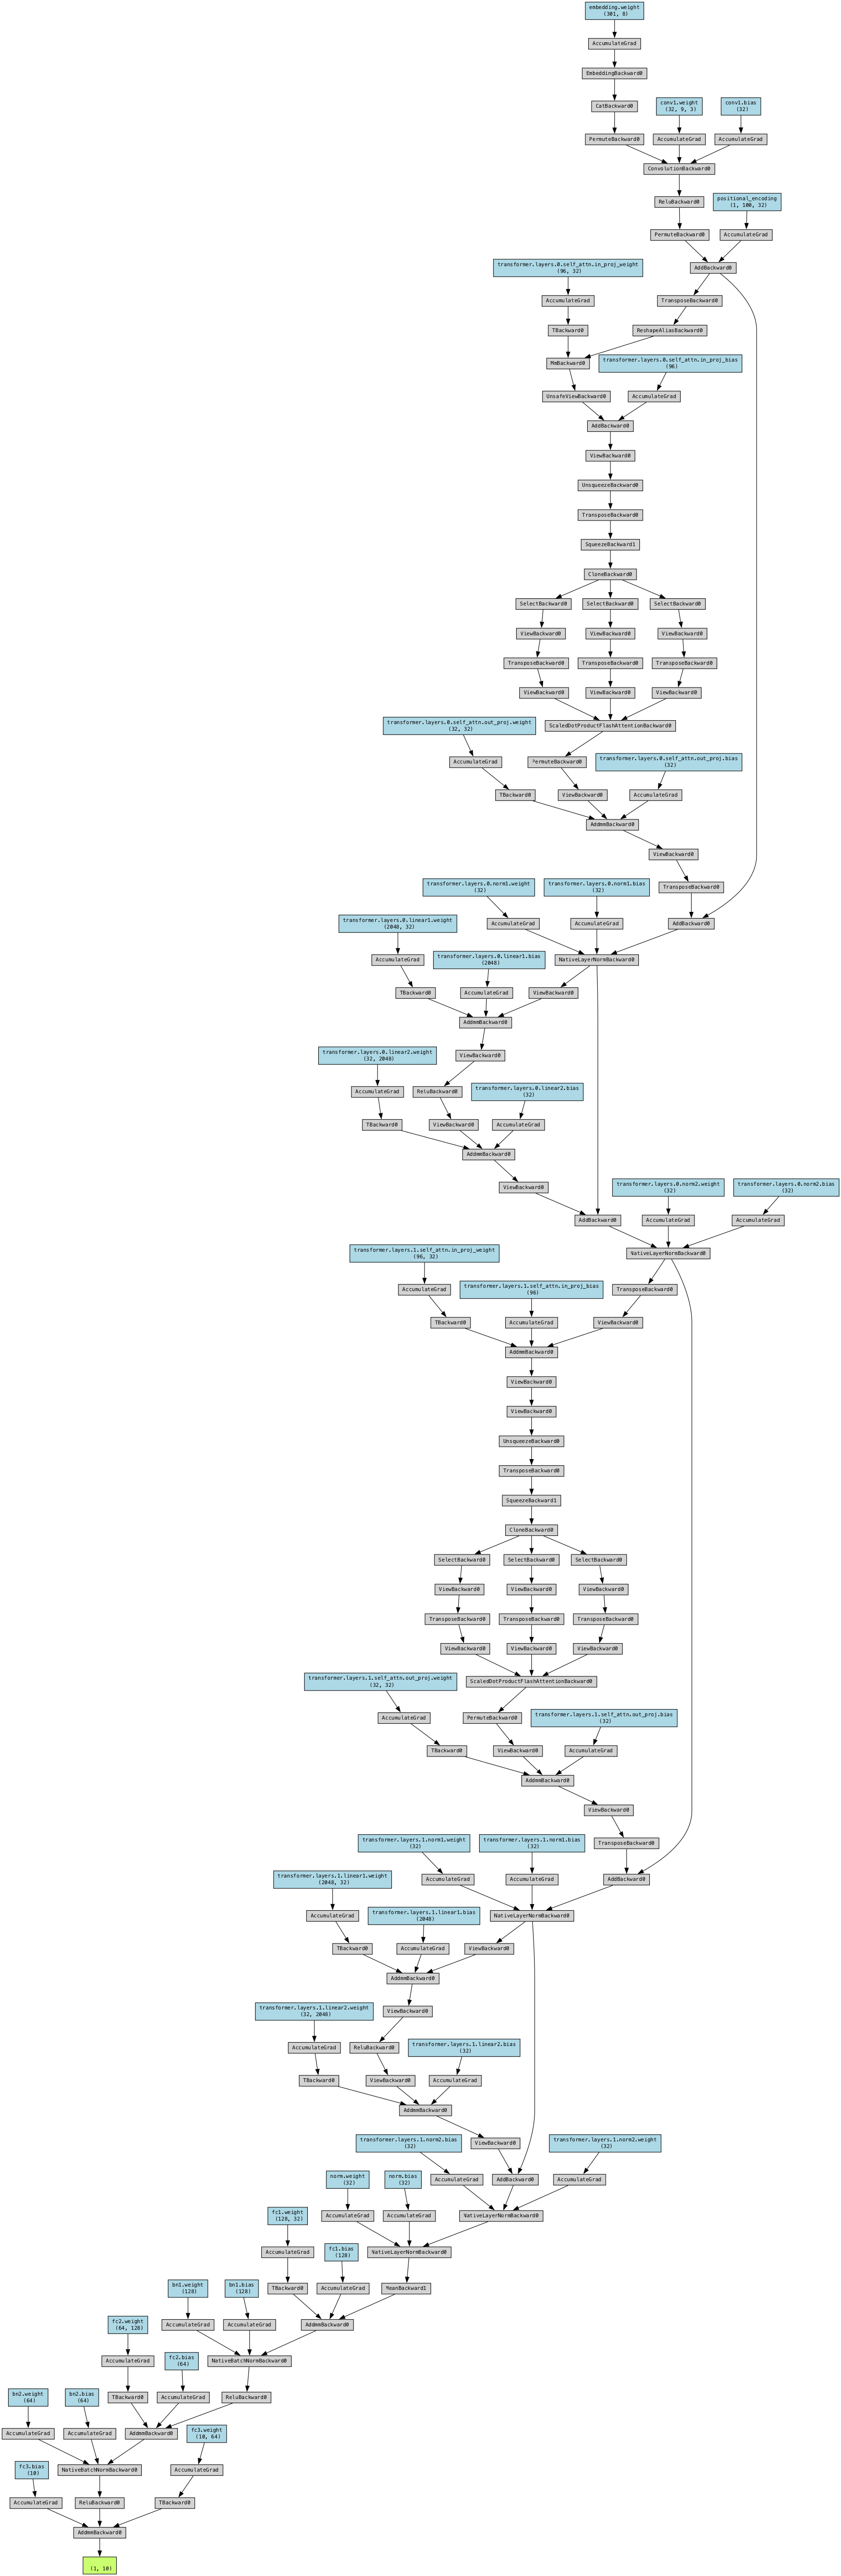 embedding.weight
(301, 8)
AccumulateGrad
EmbeddingBackward0
CatBackward0
conv1.weight
(32, 9, 3)
conv1.bias
(32)
PermuteBackward0
AccumulateGrad
AccumulateGrad
ConvolutionBackward0
ReluBackward0
positional_encoding
(1, 100, 32)
PermuteBackward0
AccumulateGrad
transformer.layers.0.self_attn.in_proj_weight
(96, 32)
AddBackward0
AccumulateGrad
TransposeBackward0
TBackward0
ReshapeAliasBackward0
MmBackward0
transformer.layers.0.self_attn.in_proj_bias
(96)
UnsafeViewBackward0
AccumulateGrad
AddBackward0
ViewBackward0
UnsqueezeBackward0
TransposeBackward0
SqueezeBackward1
CloneBackward0
SelectBackward0
SelectBackward0
SelectBackward0
ViewBackward0
ViewBackward0
ViewBackward0
TransposeBackward0
TransposeBackward0
TransposeBackward0
ViewBackward0
ViewBackward0
ViewBackward0
transformer.layers.0.self_attn.out_proj.weight
(32, 32)
ScaledDotProductFlashAttentionBackward0
AccumulateGrad
PermuteBackward0
transformer.layers.0.self_attn.out_proj.bias
(32)
TBackward0
ViewBackward0
AccumulateGrad
AddmmBackward0
ViewBackward0
transformer.layers.0.norm1.weight
(32)
transformer.layers.0.norm1.bias
(32)
TransposeBackward0
transformer.layers.0.linear1.weight
(2048, 32)
AccumulateGrad
AccumulateGrad
AddBackward0
AccumulateGrad
transformer.layers.0.linear1.bias
(2048)
NativeLayerNormBackward0
TBackward0
AccumulateGrad
ViewBackward0
AddmmBackward0
transformer.layers.0.linear2.weight
(32, 2048)
ViewBackward0
AccumulateGrad
ReluBackward0
transformer.layers.0.linear2.bias
(32)
TBackward0
ViewBackward0
AccumulateGrad
AddmmBackward0
ViewBackward0
transformer.layers.0.norm2.weight
(32)
transformer.layers.0.norm2.bias
(32)
AddBackward0
AccumulateGrad
AccumulateGrad
transformer.layers.1.self_attn.in_proj_weight
(96, 32)
NativeLayerNormBackward0
AccumulateGrad
transformer.layers.1.self_attn.in_proj_bias
(96)
TransposeBackward0
TBackward0
AccumulateGrad
ViewBackward0
AddmmBackward0
ViewBackward0
ViewBackward0
UnsqueezeBackward0
TransposeBackward0
SqueezeBackward1
CloneBackward0
SelectBackward0
SelectBackward0
SelectBackward0
ViewBackward0
ViewBackward0
ViewBackward0
TransposeBackward0
TransposeBackward0
TransposeBackward0
ViewBackward0
ViewBackward0
ViewBackward0
transformer.layers.1.self_attn.out_proj.weight
(32, 32)
ScaledDotProductFlashAttentionBackward0
AccumulateGrad
PermuteBackward0
transformer.layers.1.self_attn.out_proj.bias
(32)
TBackward0
ViewBackward0
AccumulateGrad
AddmmBackward0
ViewBackward0
transformer.layers.1.norm1.weight
(32)
transformer.layers.1.norm1.bias
(32)
TransposeBackward0
transformer.layers.1.linear1.weight
(2048, 32)
AccumulateGrad
AccumulateGrad
AddBackward0
AccumulateGrad
transformer.layers.1.linear1.bias
(2048)
NativeLayerNormBackward0
TBackward0
AccumulateGrad
ViewBackward0
AddmmBackward0
transformer.layers.1.linear2.weight
(32, 2048)
ViewBackward0
AccumulateGrad
ReluBackward0
transformer.layers.1.linear2.bias
(32)
TBackward0
ViewBackward0
AccumulateGrad
AddmmBackward0
transformer.layers.1.norm2.bias
(32)
ViewBackward0
transformer.layers.1.norm2.weight
(32)
norm.weight
(32)
norm.bias
(32)
AccumulateGrad
AddBackward0
AccumulateGrad
fc1.weight
(128, 32)
AccumulateGrad
AccumulateGrad
NativeLayerNormBackward0
AccumulateGrad
fc1.bias
(128)
NativeLayerNormBackward0
bn1.weight
(128)
bn1.bias
(128)
TBackward0
AccumulateGrad
MeanBackward1
fc2.weight
(64, 128)
AccumulateGrad
AccumulateGrad
AddmmBackward0
AccumulateGrad
fc2.bias
(64)
NativeBatchNormBackward0
bn2.weight
(64)
bn2.bias
(64)
TBackward0
AccumulateGrad
ReluBackward0
AccumulateGrad
AccumulateGrad
AddmmBackward0
fc3.weight
(10, 64)
fc3.bias
(10)
NativeBatchNormBackward0
AccumulateGrad
AccumulateGrad
ReluBackward0
TBackward0
AddmmBackward0
(1, 10)